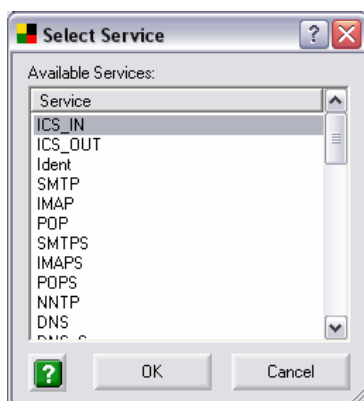 Select Service
?
Available Services:
Service
ICS_IN
ICS_OUT
Ident
SMTP
IMAP
POP
SMTPS
IMAPS
POPS
NNTP
DNS
?
OK
Cancel